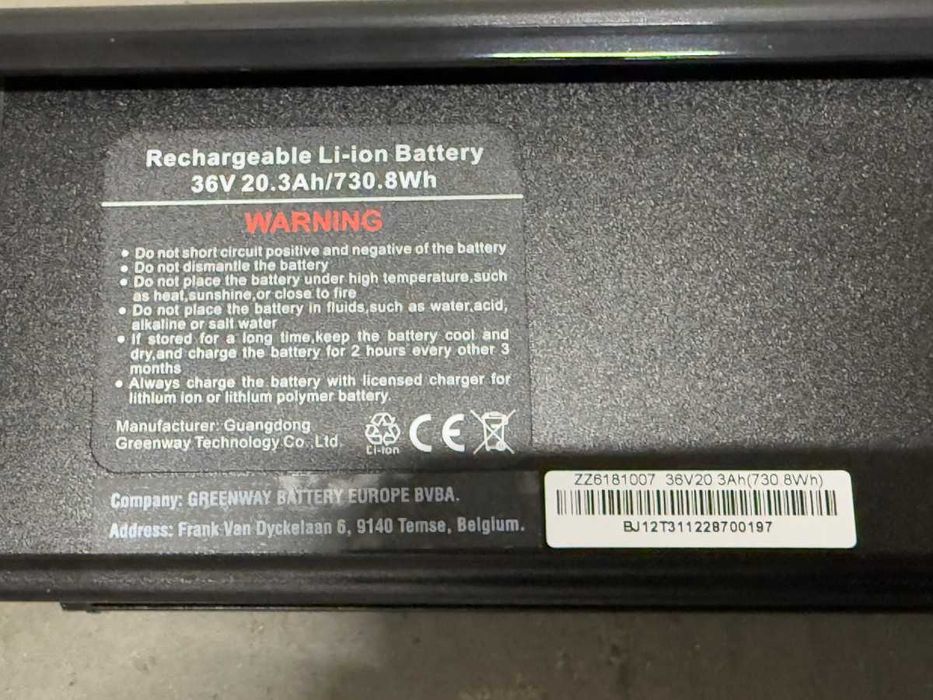 Rechargeable Li-ion Battery
36V 20.3Ah/730.8Wh
WARNING
• Do not short circuit positive and negative of the battery
• Do not dismantle the battery
• Do not place the battery under high temperature,such
as heat,sunshine,or close to fire
• Do not place the battery in fluids,such as water,acid,
alkaline or salt water
• If stored for a long time,keep the battery cool and
dry,and charge the battery for 2 hours every other 3
months
• Always charge the battery with licensed charger for
lithium ion or lithium polymer battery.
Manufacturer: Guangdong
Greenway Technology Co.,Ltd.
Li-ion
CE
Company: GREENWAY BATTERY EUROPE BVBA.
Address: Frank Van Dyckelaan 6, 9140 Temse, Belgium.
ZZ6181007 36V20.3Ah(730.8Wh)
BJ12T311228700197